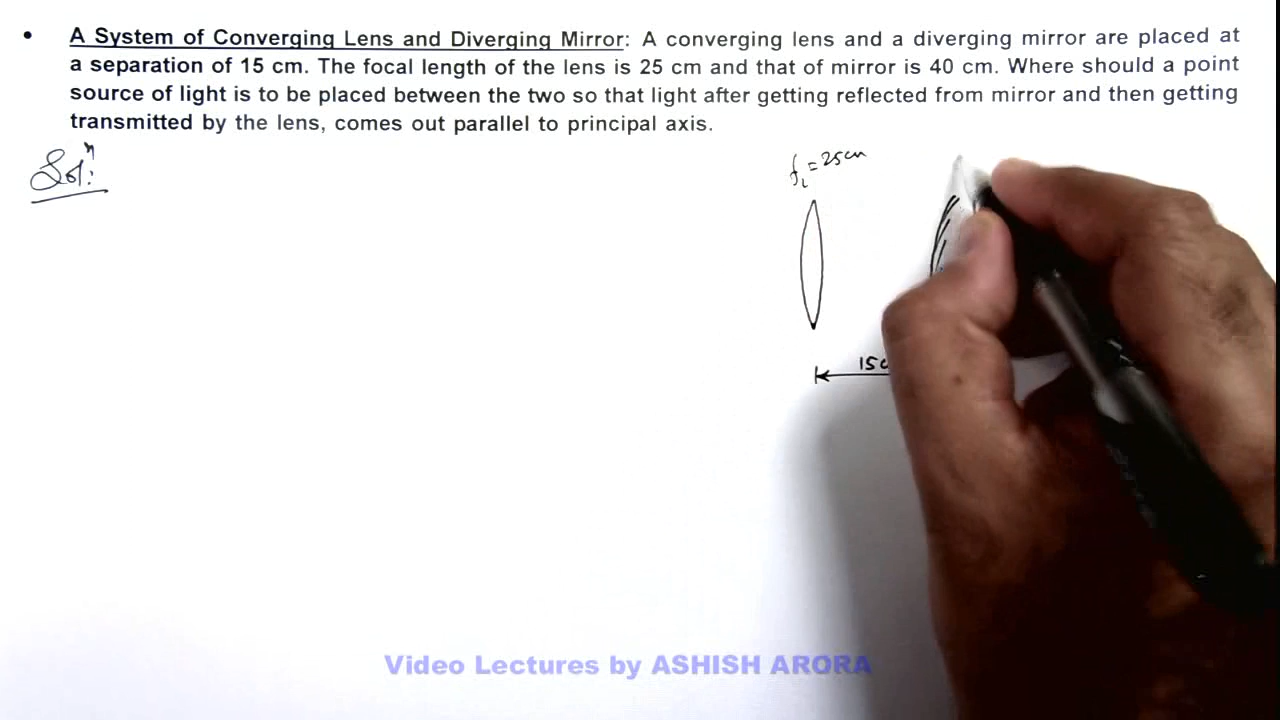 • A System of Converging Lens and Diverging Mirror: A converging lens and a diverging mirror are placed at
a separation of 15 cm. The focal length of the lens is 25 cm and that of mirror is 40 cm. Where should a point
source of light is to be placed between the two so that light after getting reflected from mirror and then getting
transmitted by the lens, comes out parallel to principal axis.
Solⁿ:
f_L = 25cm
15c
Video Lectures by ASHISH ARORA